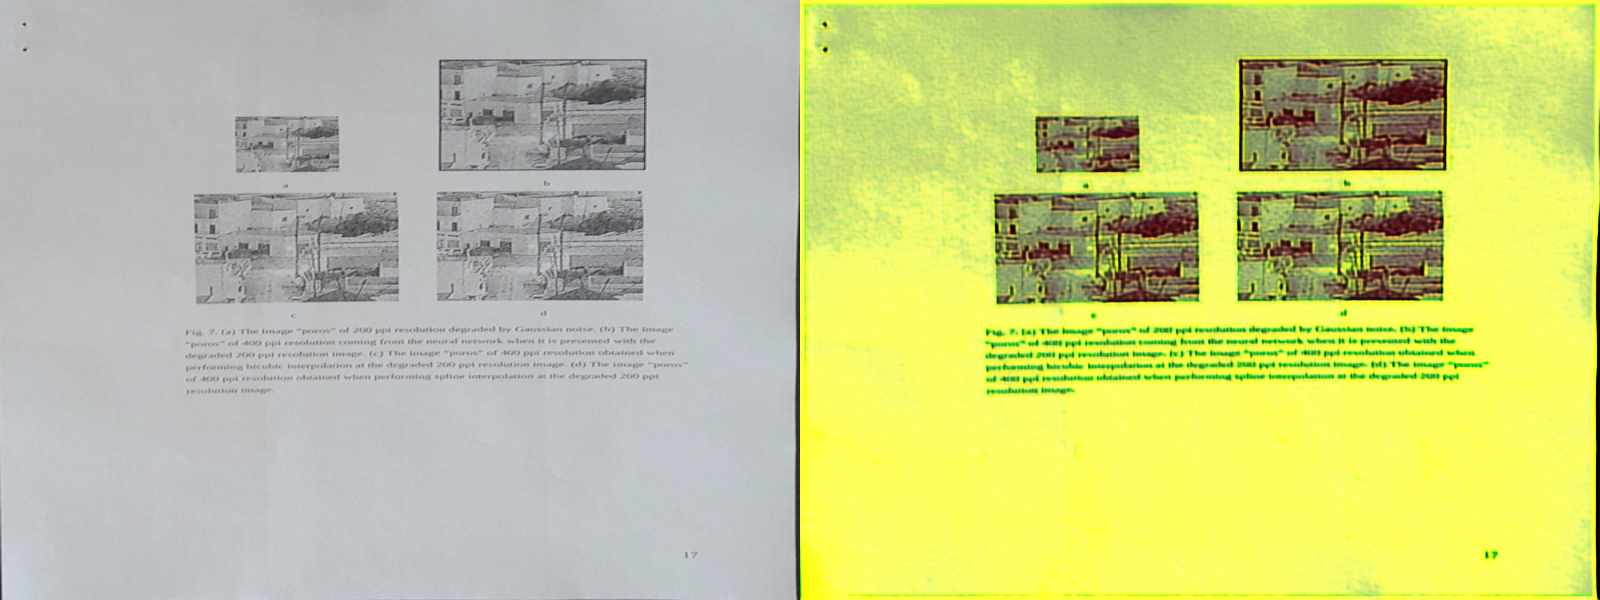 a
b
c
d
Fig. 7. (a) The image "poros" of 200 ppi resolution degraded by Gaussian noise. (b) The image
"poros" of 400 ppi resolution coming from the neural network when it is presented with the
degraded 200 ppi resolution image. (c) The image "poros" of 400 ppi resolution obtained when
performing bicubic interpolation at the degraded 200 ppi resolution image. (d) The image "poros"
of 400 ppi resolution obtained when performing spline interpolation at the degraded 200 ppi
resolution image.
17
a
b
c
d
Fig. 7. (a) The image "poros" of 200 ppi resolution degraded by Gaussian noise. (b) The image
"poros" of 400 ppi resolution coming from the neural network when it is presented with the
degraded 200 ppi resolution image. (c) The image "poros" of 400 ppi resolution obtained when
performing bicubic interpolation at the degraded 200 ppi resolution image. (d) The image "poros"
of 400 ppi resolution obtained when performing spline interpolation at the degraded 200 ppi
resolution image.
17